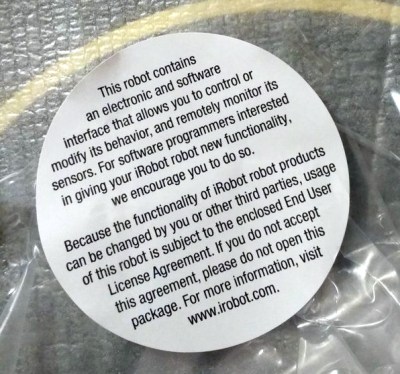 This robot contains
an electronic and software
interface that allows you to control or
modify its behavior, and remotely monitor its
sensors. For software programmers interested
in giving your iRobot robot new functionality,
we encourage you to do so.
Because the functionality of iRobot robot products
can be changed by you or other third parties, usage
of this robot is subject to the enclosed End User
License Agreement. If you do not accept
this agreement, please do not open this
package. For more information, visit
www.irobot.com.